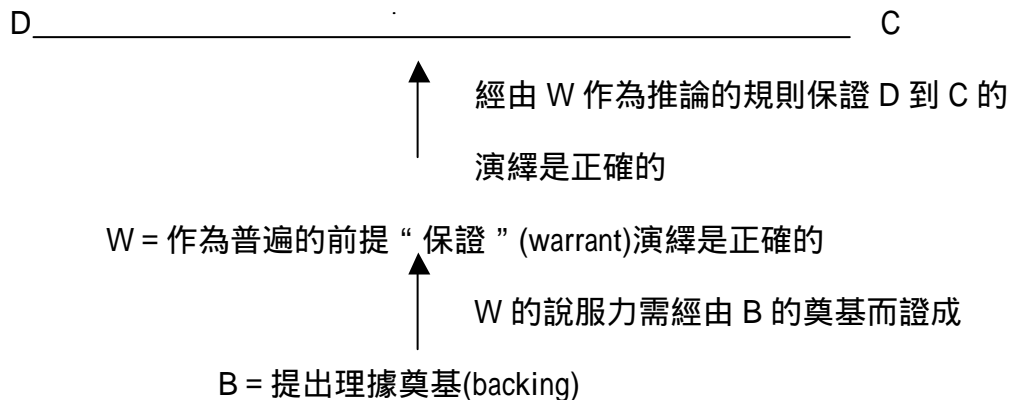 D C
經由 W 作為推論的規則保證 D 到 C 的
演繹是正確的
W = 作為普遍的前提“保證”(warrant)演繹是正確的
W 的說服力需經由 B 的奠基而證成
B = 提出理據奠基(backing)